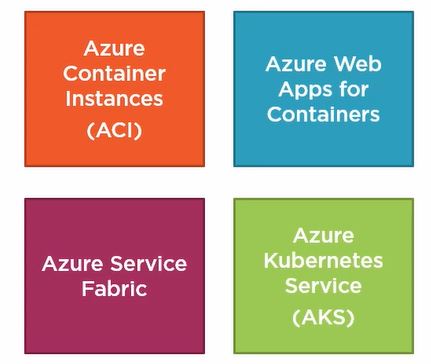 Azure
Container
Instances
(ACI)
Azure Web
Apps for
Containers
Azure Service
Fabric
Azure
Kubernetes
Service
(AKS)